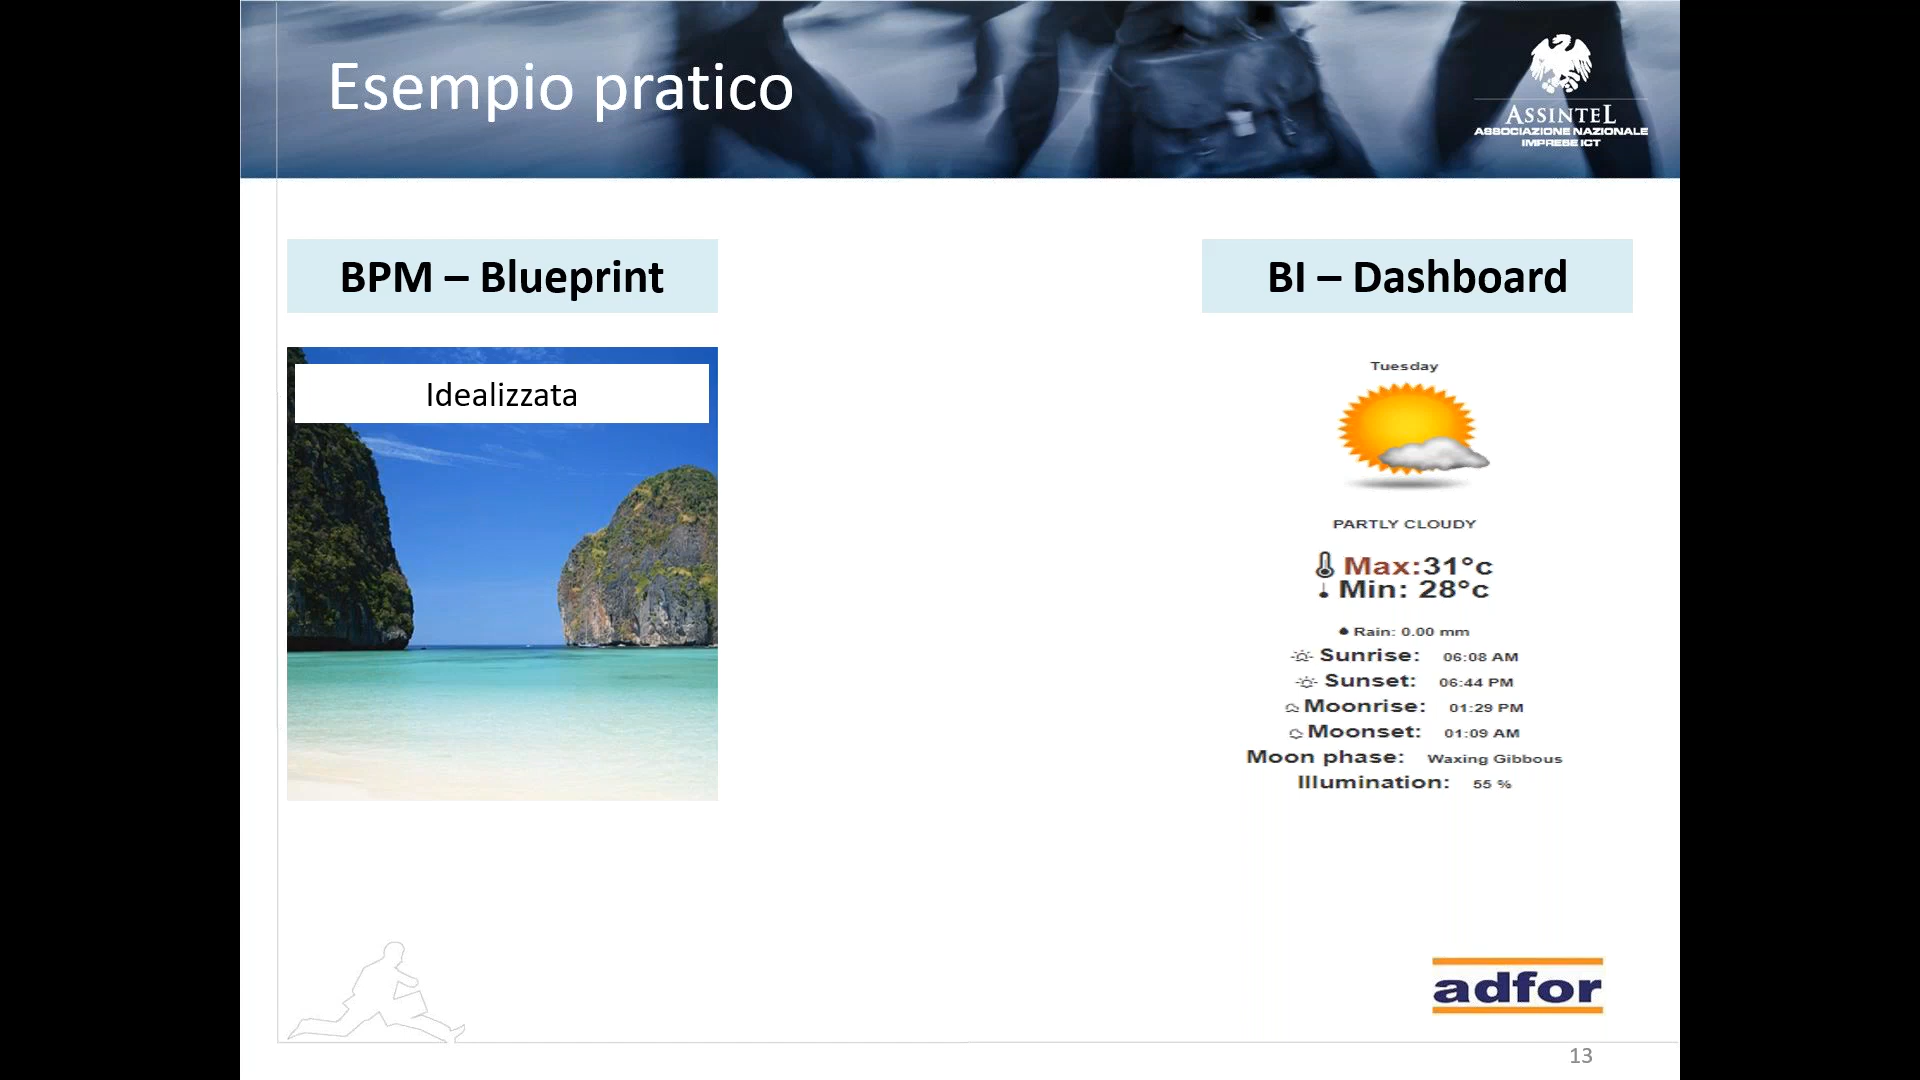 Esempio pratico
ASSINTEL
ASSOCIAZIONE NAZIONALE
IMPRESE ICT
BPM – Blueprint
BI – Dashboard
Idealizzata
Tuesday
PARTLY CLOUDY
Max:31°c
Min: 28°c
Rain: 0.00 mm
Sunrise: 06:08 AM
Sunset: 06:44 PM
Moonrise: 01:29 PM
Moonset: 01:09 AM
Moon phase: Waxing Gibbous
Illumination: 55 %
adfor
13